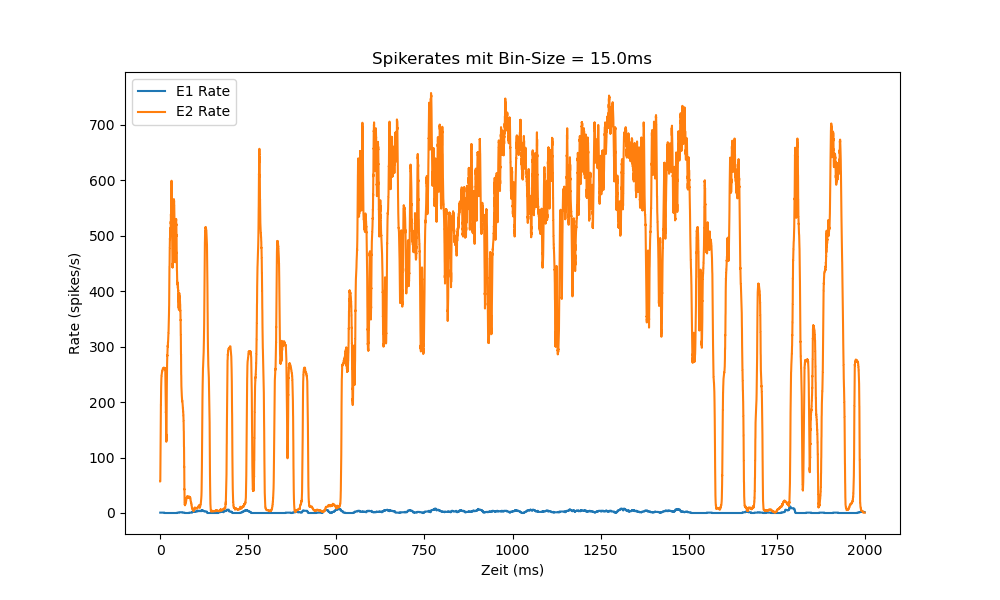 Spikerates mit Bin-Size = 15.0ms
E1 Rate
E2 Rate
Rate (spikes/s)
700
600
500
400
300
200
100
0
0 250 500 750 1000 1250 1500 1750 2000
Zeit (ms)